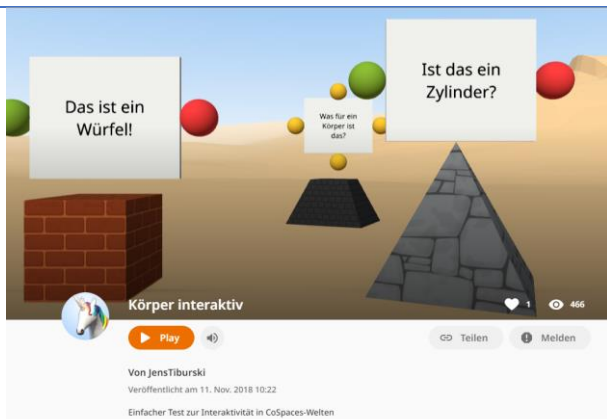 Das ist ein
Würfel!
Was für ein
Körper ist
das?
Ist das ein
Zylinder?
Körper interaktiv
1
466
Play
Teilen
Melden
Von JensTiburski
Veröffentlicht am 11. Nov. 2018 10:22
Einfacher Test zur Interaktivität in CoSpaces-Welten